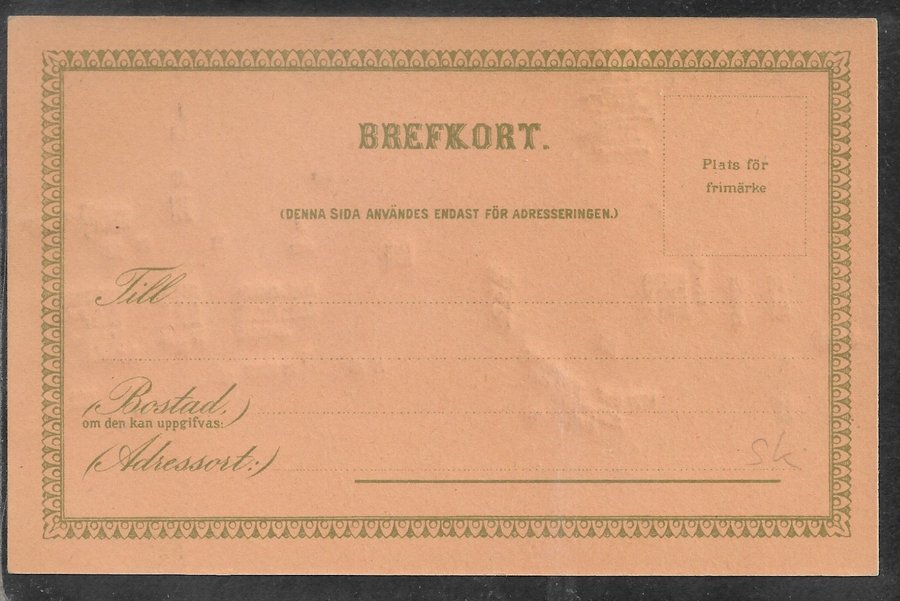 BREFKORT.
Plats för
frimärke
(DENNA SIDA ANVÄNDES ENDAST FÖR ADRESSERINGEN.)
Till
(Bostad,)
om den kan uppgifvas:
(Adressort:)
sk